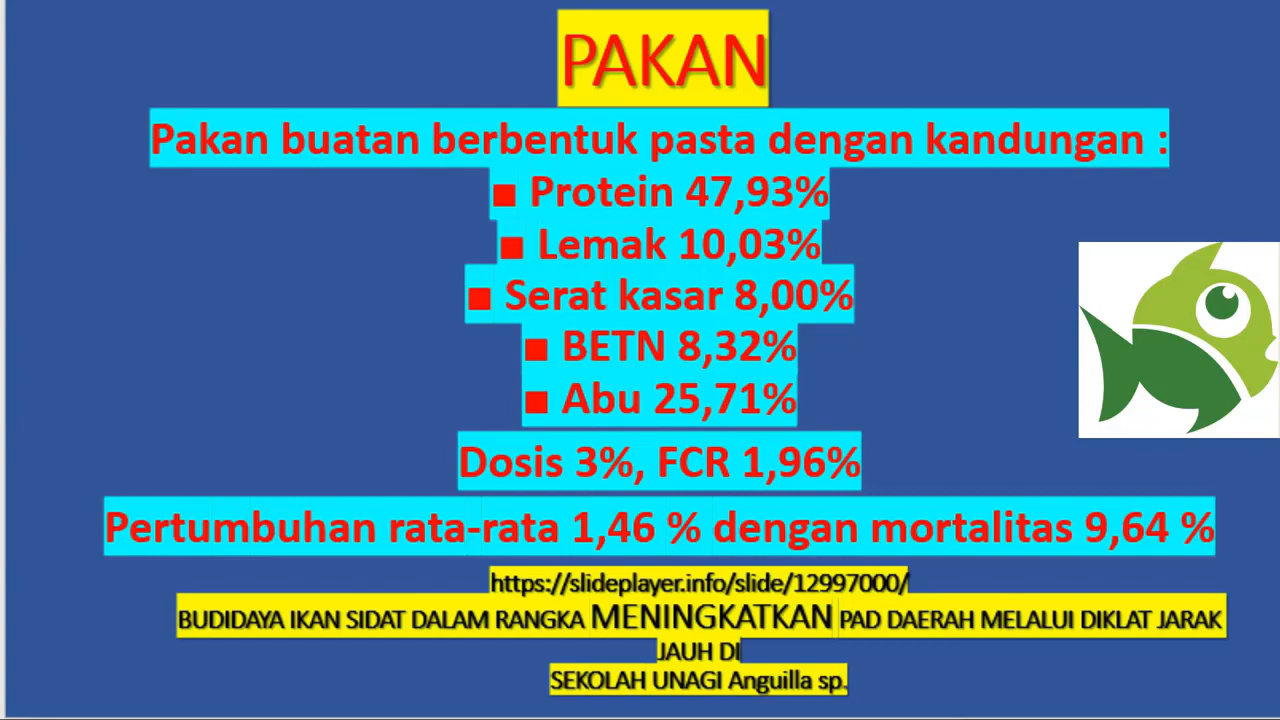 PAKAN
Pakan buatan berbentuk pasta dengan kandungan :
■ Protein 47,93%
■ Lemak 10,03%
■ Serat kasar 8,00%
■ BETN 8,32%
■ Abu 25,71%
Dosis 3%, FCR 1,96%
Pertumbuhan rata-rata 1,46 % dengan mortalitas 9,64 %
https://slideplayer.info/slide/12997000/
BUDIDAYA IKAN SIDAT DALAM RANGKA MENINGKATKAN PAD DAERAH MELALUI DIKLAT JARAK
JAUH DI
SEKOLAH UNAGI Anguilla sp.